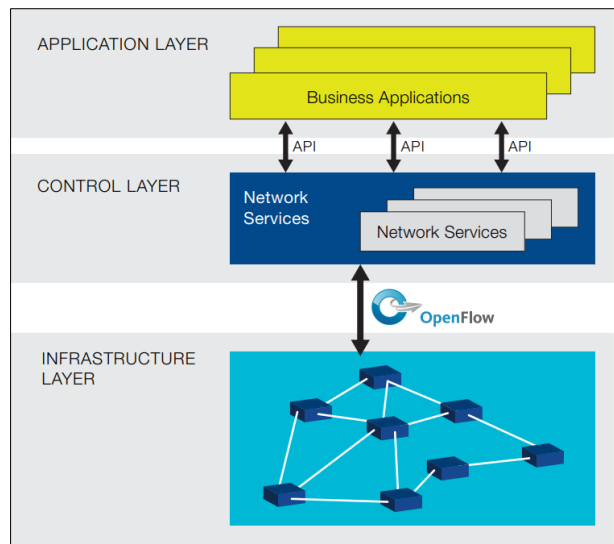 APPLICATION LAYER
Business Applications
API
API
API
CONTROL LAYER
Network
Services
Network Services
OpenFlow
INFRASTRUCTURE
LAYER